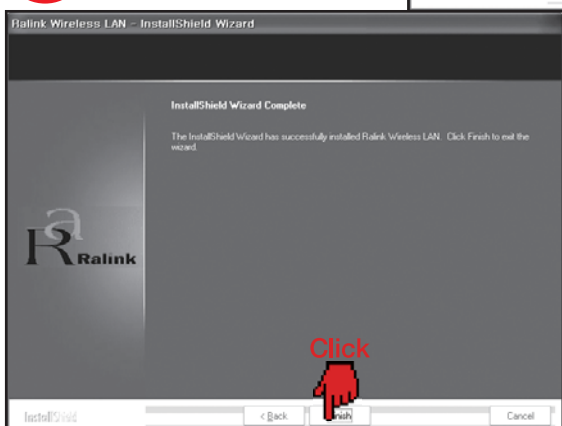 Ralink Wireless LAN - InstallShield Wizard
InstallShield Wizard Complete
The InstallShield Wizard has successfully installed Ralink Wireless LAN. Click Finish to exit the
wizard.
Ralink
Click
InstallShield
< Back
Cancel